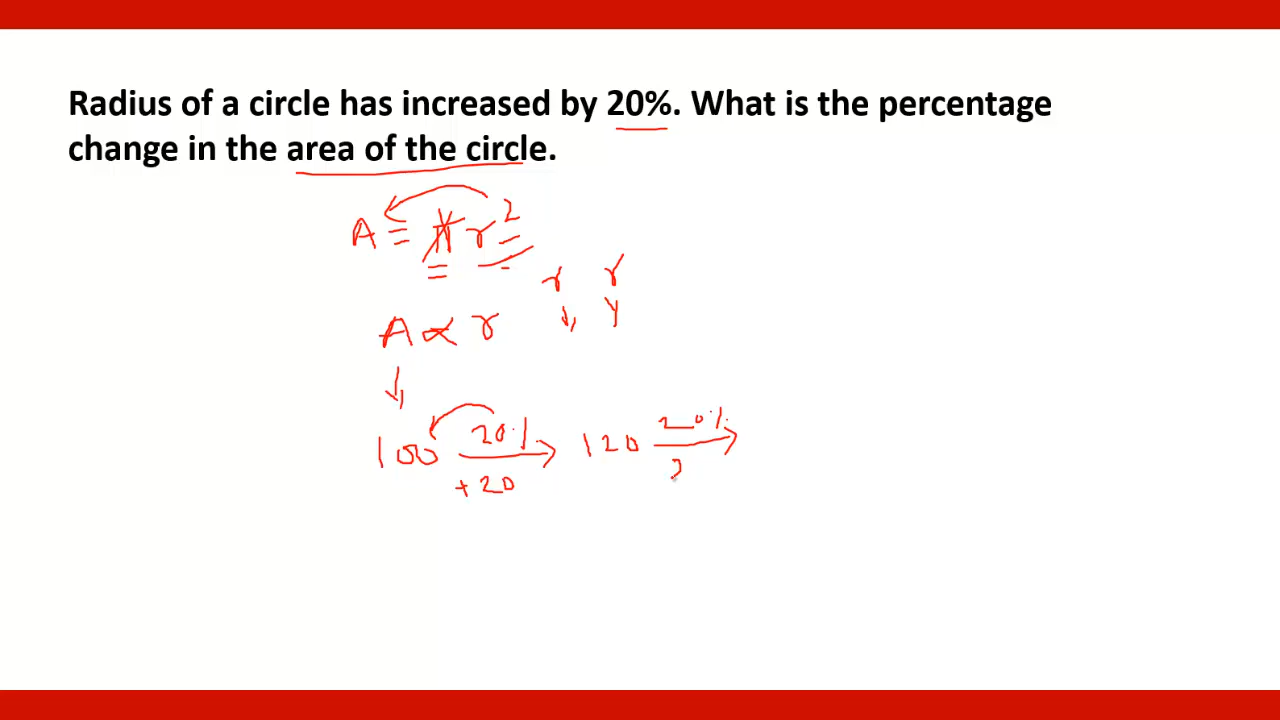 Radius of a circle has increased by 20%. What is the percentage
change in the area of the circle.
A = π r²
r r
A ∝ r
100 20% 120 20%
+20